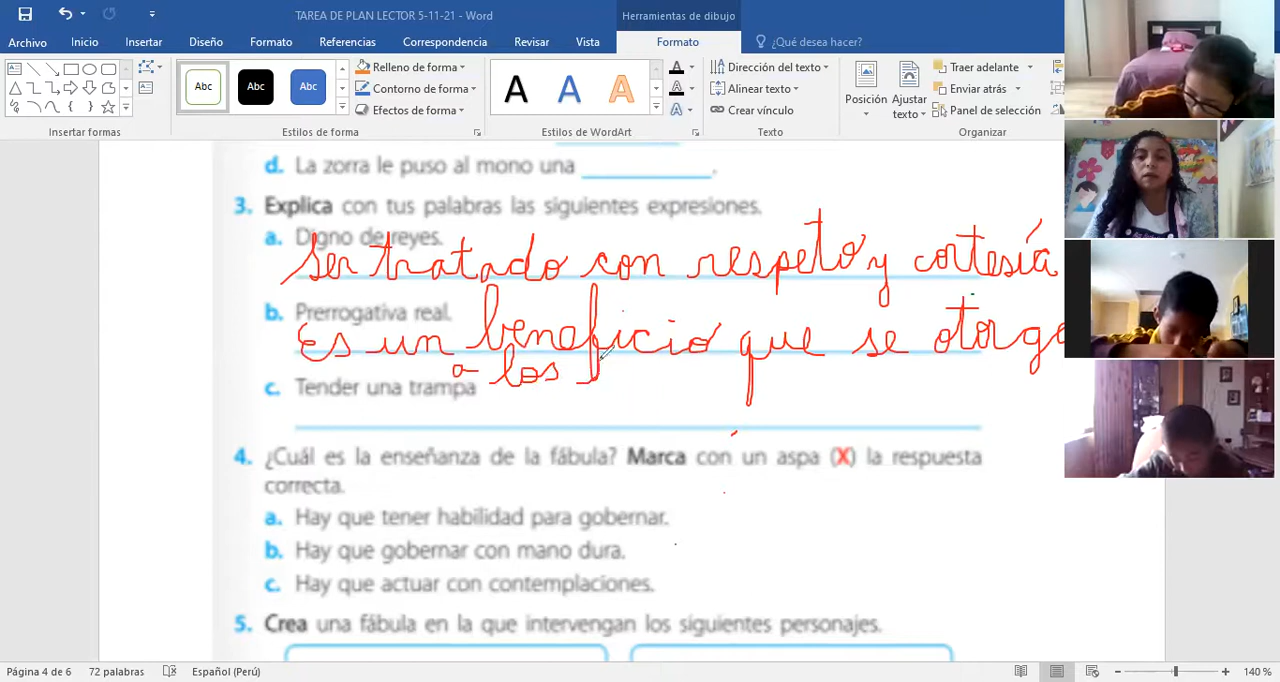 TAREA DE PLAN LECTOR 5-11-21 - Word
Herramientas de dibujo
Archivo Inicio Insertar Diseño Formato Referencias Correspondencia Revisar Vista Formato ¿Qué desea hacer?
Abc Abc Abc
Relleno de forma
Contorno de forma
Efectos de forma
A A A
Dirección del texto
Alinear texto
Crear vínculo
Posición
Ajustar texto
Traer adelante
Enviar atrás
Panel de selección
Insertar formas Estilos de forma Estilos de WordArt Texto Organizar
d. La zorra le puso al mono una .
3. Explica con tus palabras las siguientes expresiones.
a. Digno de reyes.
Ser tratado con respeto y cortesía
b. Prerrogativa real.
Es un beneficio que se otorga
a los
c. Tender una trampa
4. ¿Cuál es la enseñanza de la fábula? Marca con un aspa (X) la respuesta
correcta.
a. Hay que tener habilidad para gobernar.
b. Hay que gobernar con mano dura.
c. Hay que actuar con contemplaciones.
5. Crea una fábula en la que intervengan los siguientes personajes.
Página 4 de 6 72 palabras Español (Perú) 140 %